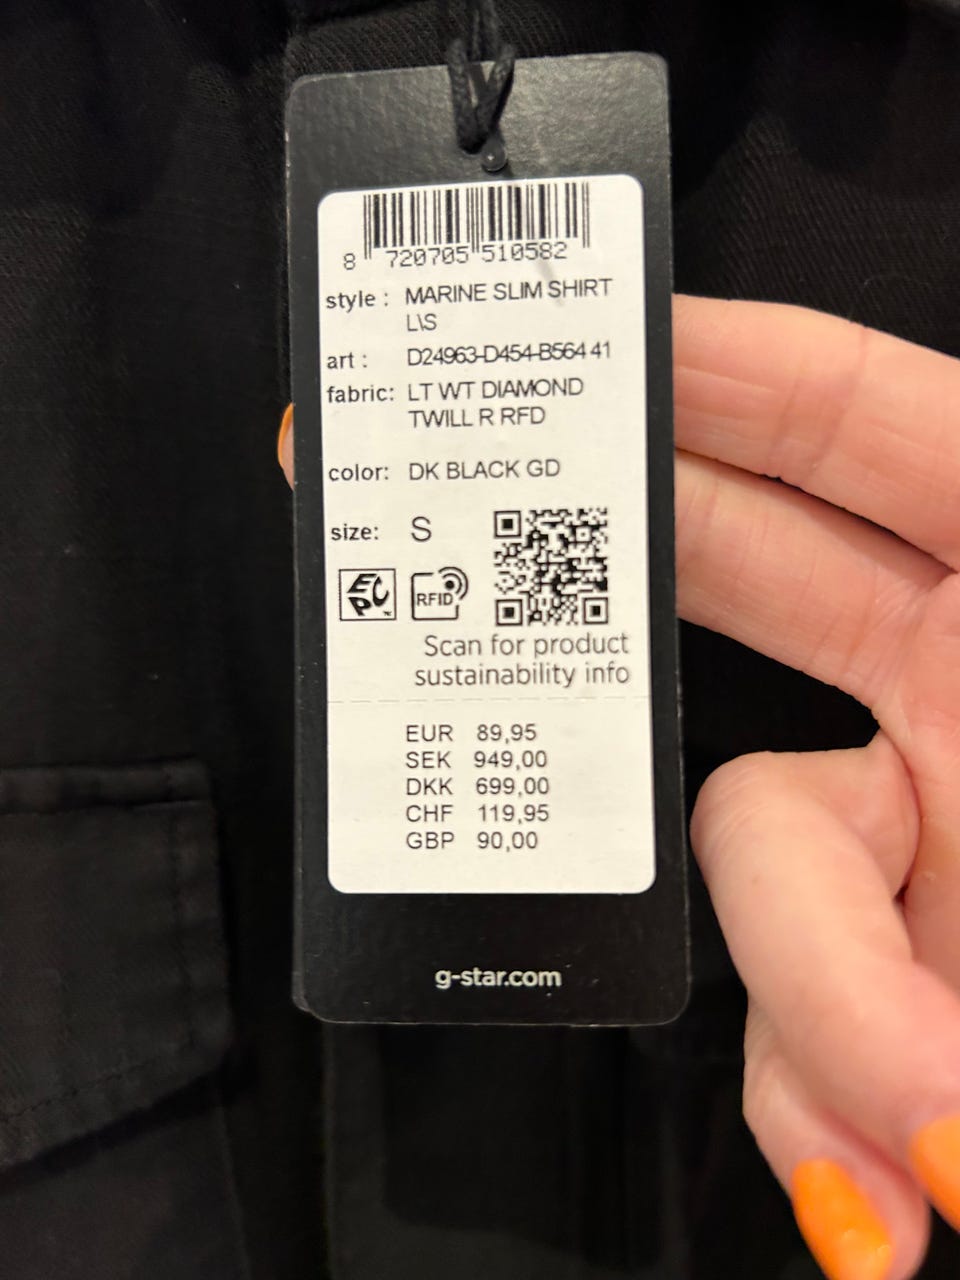 8 720705 510582
style : MARINE SLIM SHIRT
L\S
art : D24963-D454-B564 41
fabric: LT WT DIAMOND
TWILL R RFD
color: DK BLACK GD
size: S
EPC RFID
Scan for product
sustainability info
EUR 89,95
SEK 949,00
DKK 699,00
CHF 119,95
GBP 90,00
g-star.com